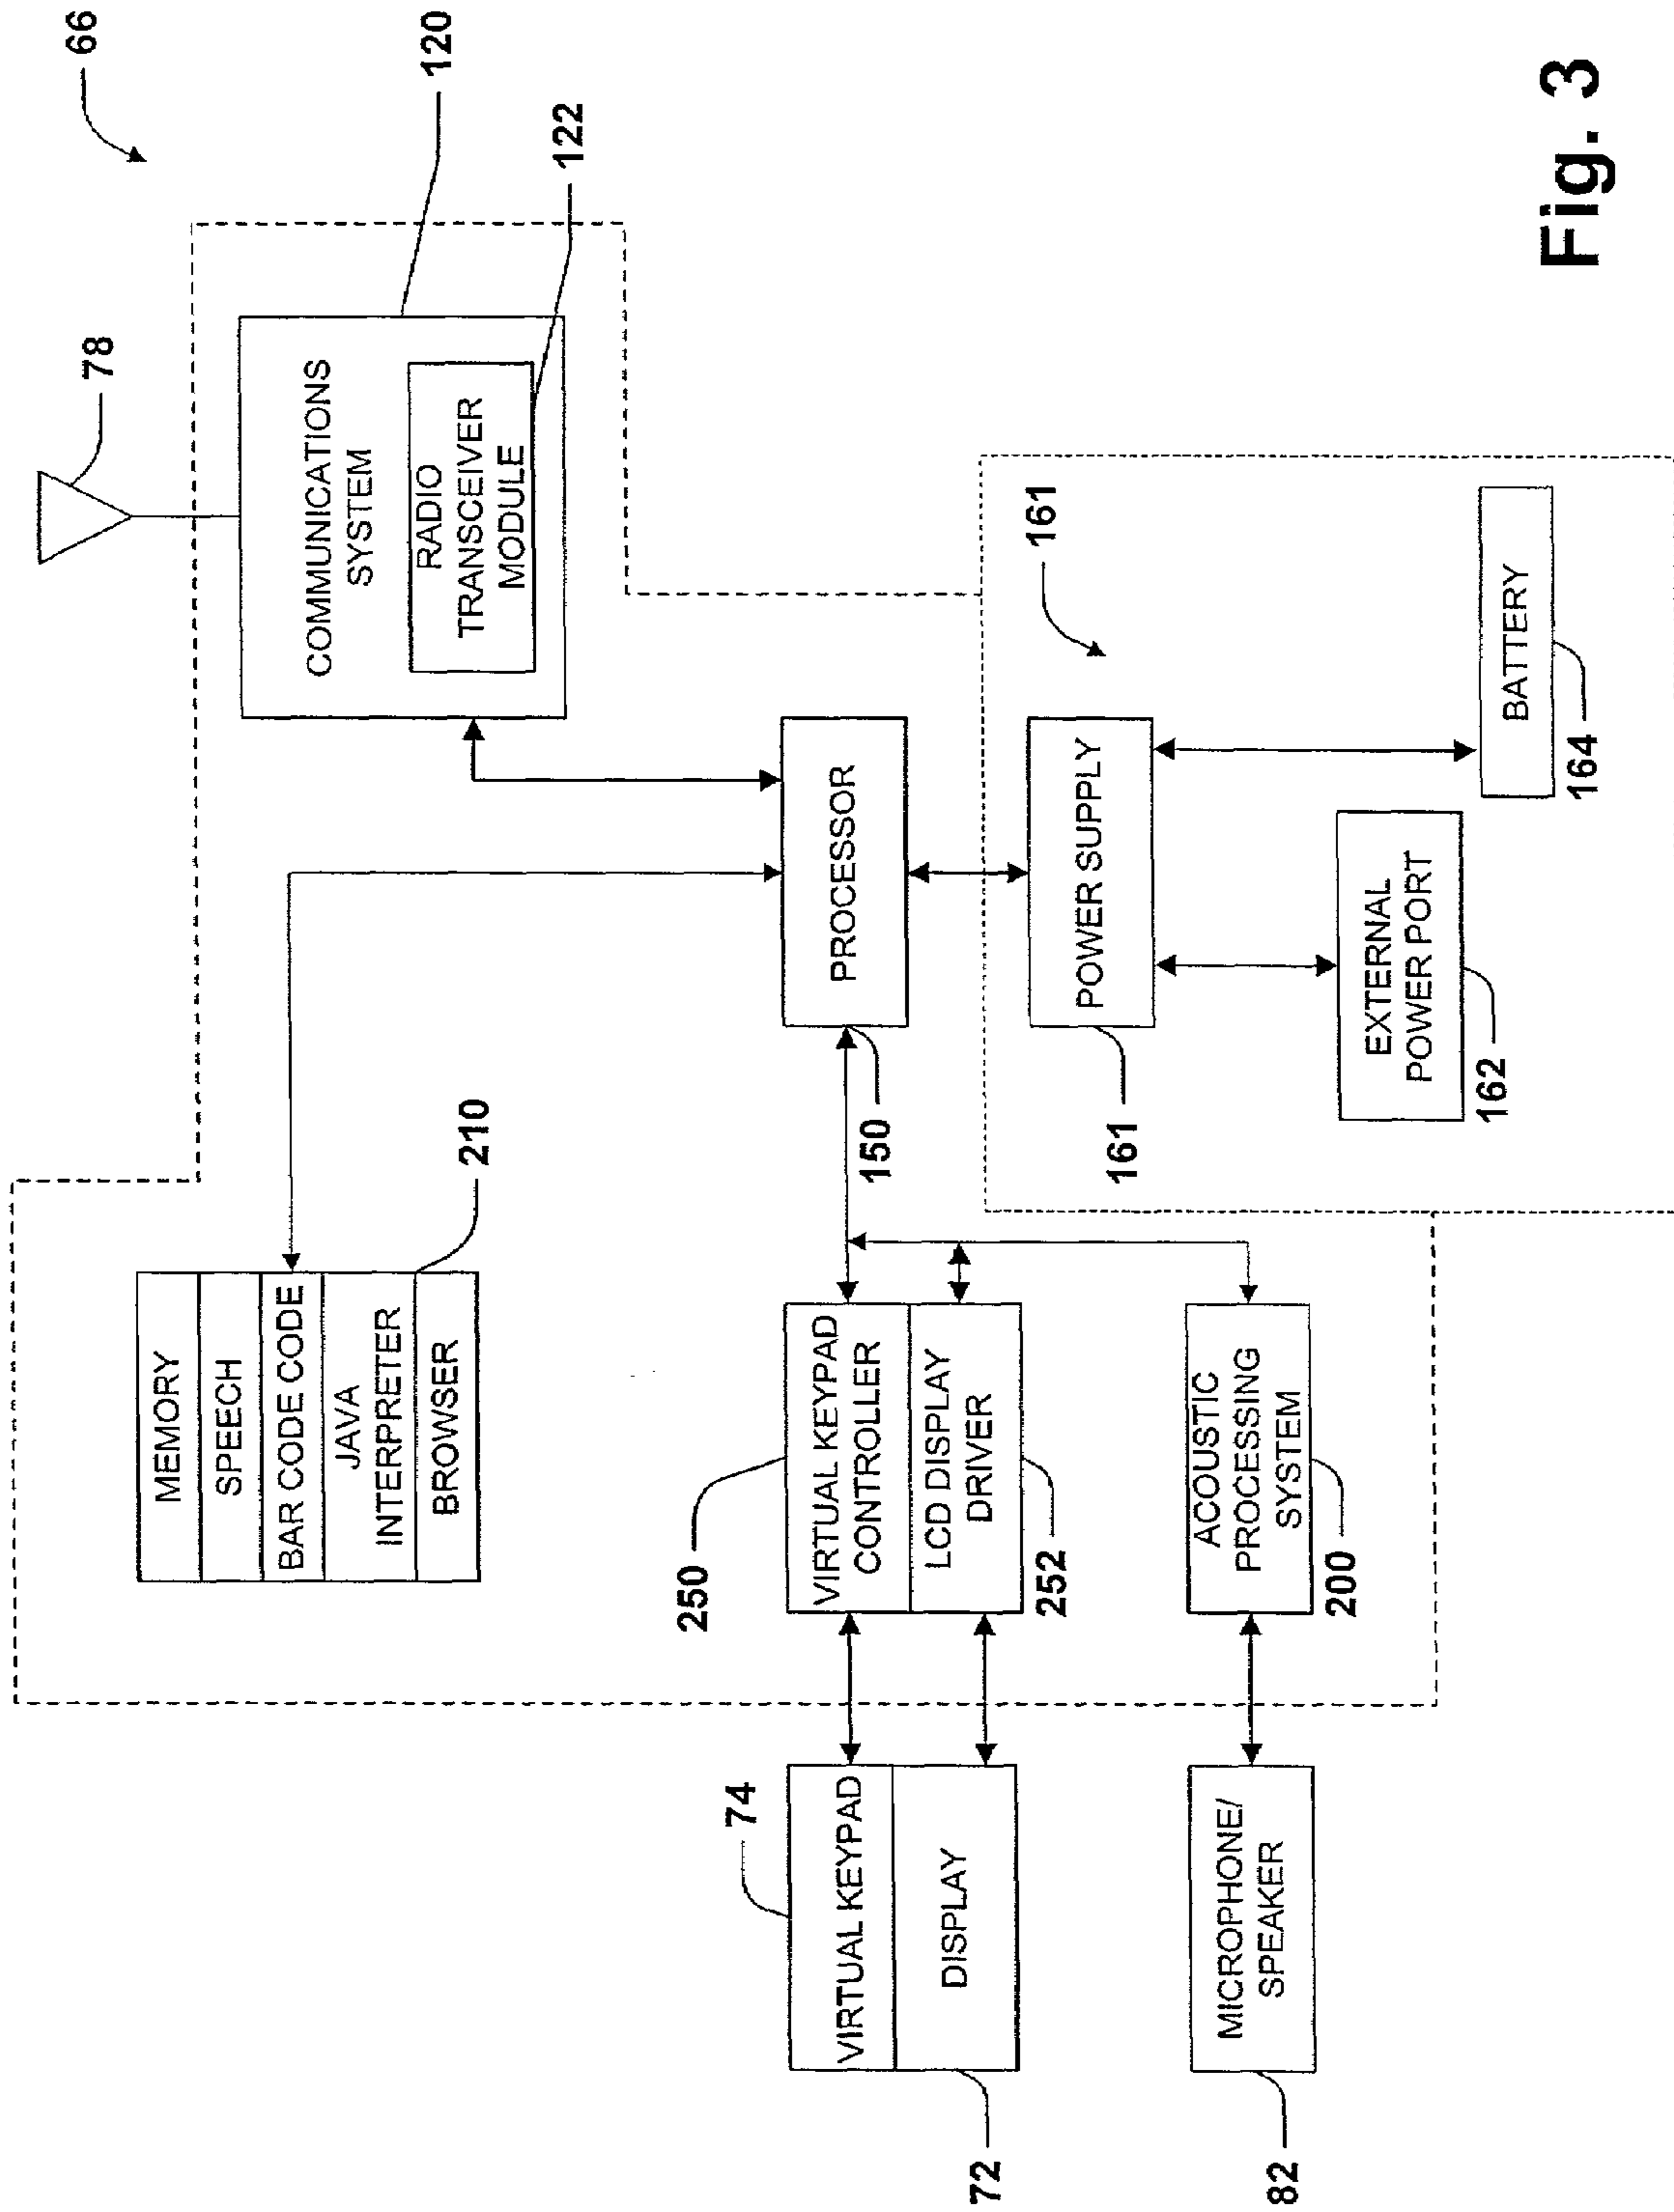 66
78
120
COMMUNICATIONS
SYSTEM
RADIO
TRANSCEIVER
MODULE
122
MEMORY
SPEECH
BAR CODE CODE
JAVA
INTERPRETER
BROWSER
210
PROCESSOR
150
74
VIRTUAL KEYPAD
DISPLAY
72
250
VIRTUAL KEYPAD
CONTROLLER
LCD DISPLAY
DRIVER
252
161
POWER SUPPLY
161
MICROPHONE/
SPEAKER
82
ACOUSTIC
PROCESSING
SYSTEM
200
EXTERNAL
POWER PORT
162
BATTERY
164
Fig. 3